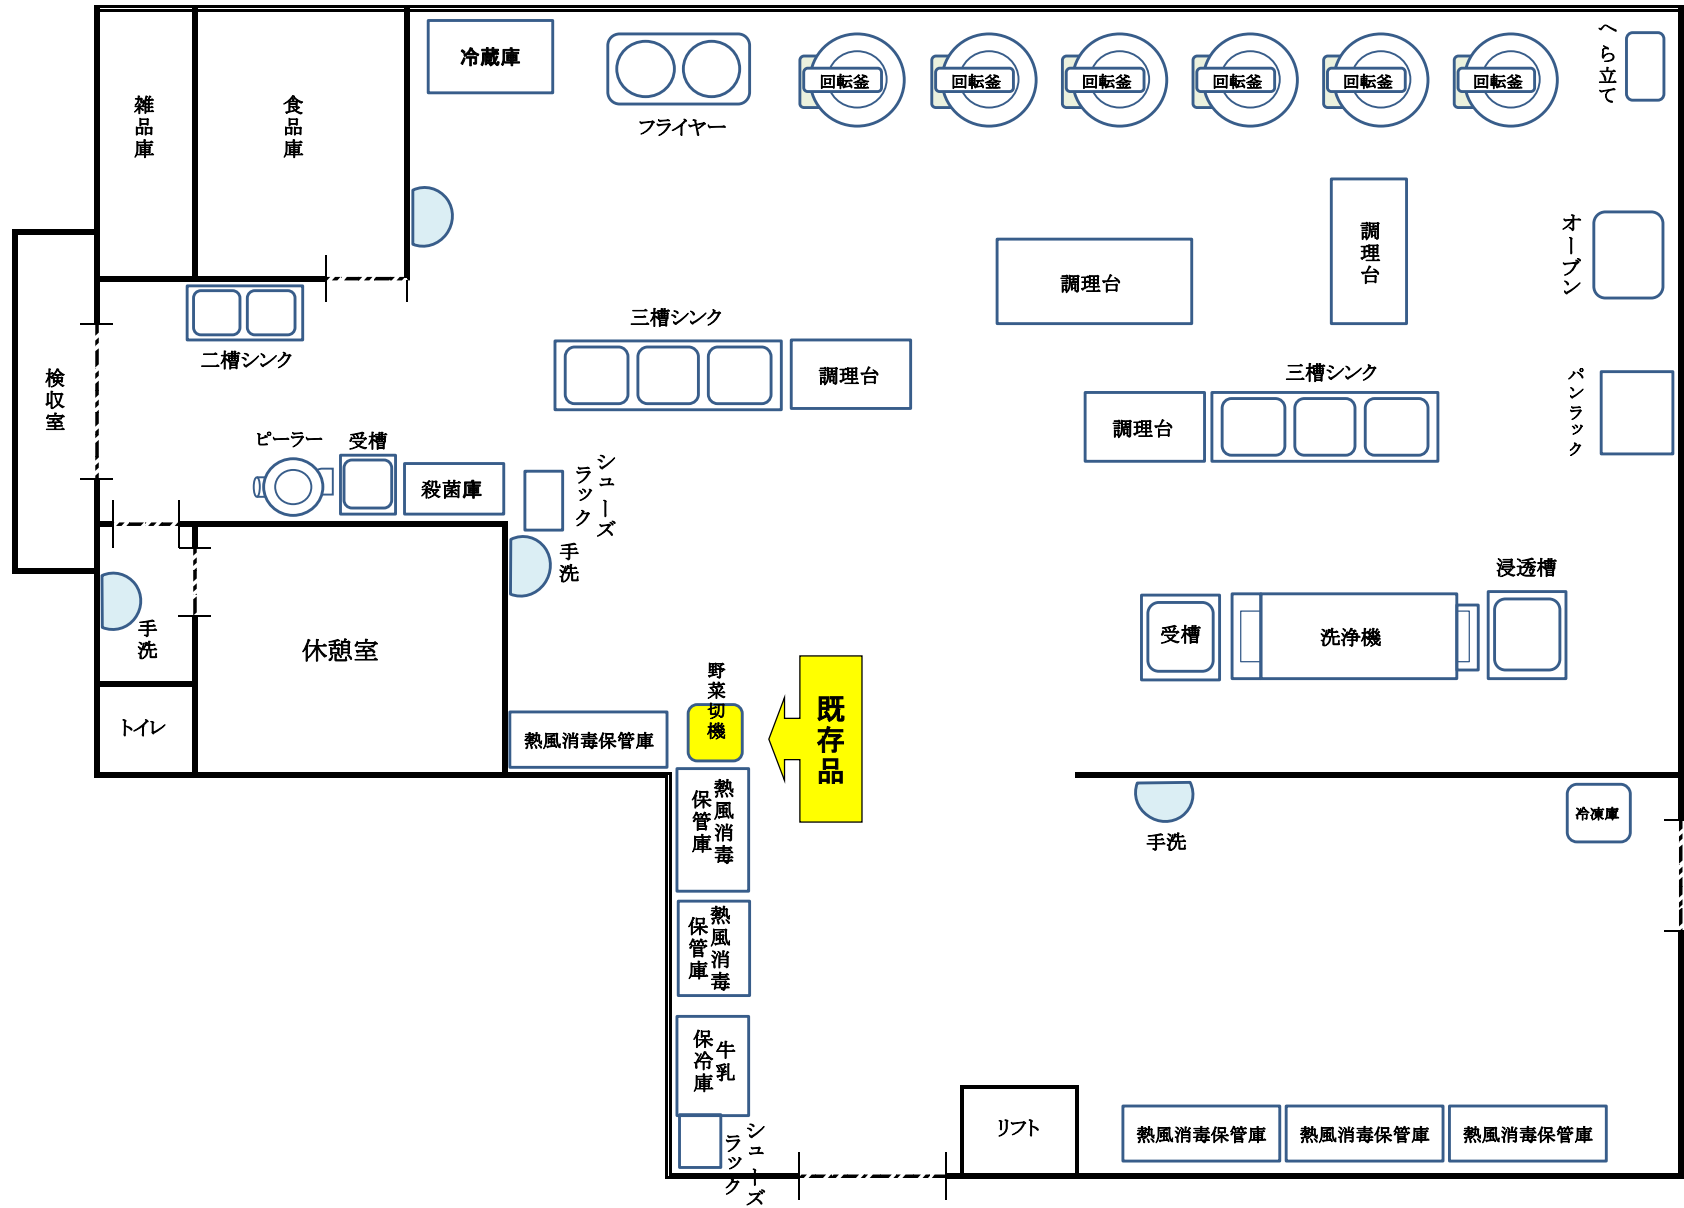 冷蔵庫
フライヤー
回転釜
回転釜
回転釜
回転釜
回転釜
回転釜
へら立て
雑品庫
食品庫
調理台
調理台
オーブン
検収室
二槽シンク
三槽シンク
調理台
調理台
三槽シンク
パンラック
ピーラー
受槽
殺菌庫
シューズ
ラック
手洗
手洗
休憩室
トイレ
受槽
洗浄機
浸透槽
熱風消毒保管庫
野菜切機
既存品
熱風消毒
保管庫
熱風消毒
保管庫
牛乳
保冷庫
シューズ
ラック
手洗
冷凍庫
リフト
熱風消毒保管庫
熱風消毒保管庫
熱風消毒保管庫